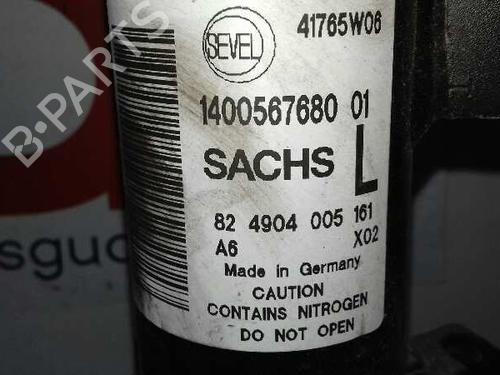 SEVEL 41765W06
1400567680 01
SACHS L
82 4904 005 161
A6 X02
Made in Germany
CAUTION
CONTAINS NITROGEN
DO NOT OPEN
B-PARTS